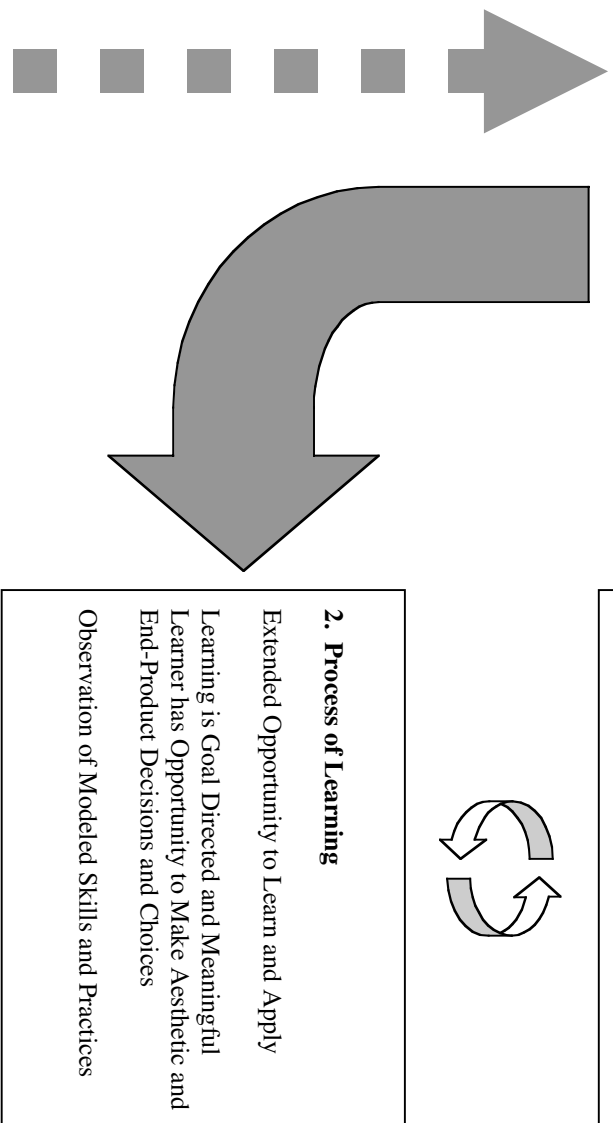 2. Process of Learning
Extended Opportunity to Learn and Apply
Learning is Goal Directed and Meaningful
Learner has Opportunity to Make Aesthetic and
End-Product Decisions and Choices
Observation of Modeled Skills and Practices